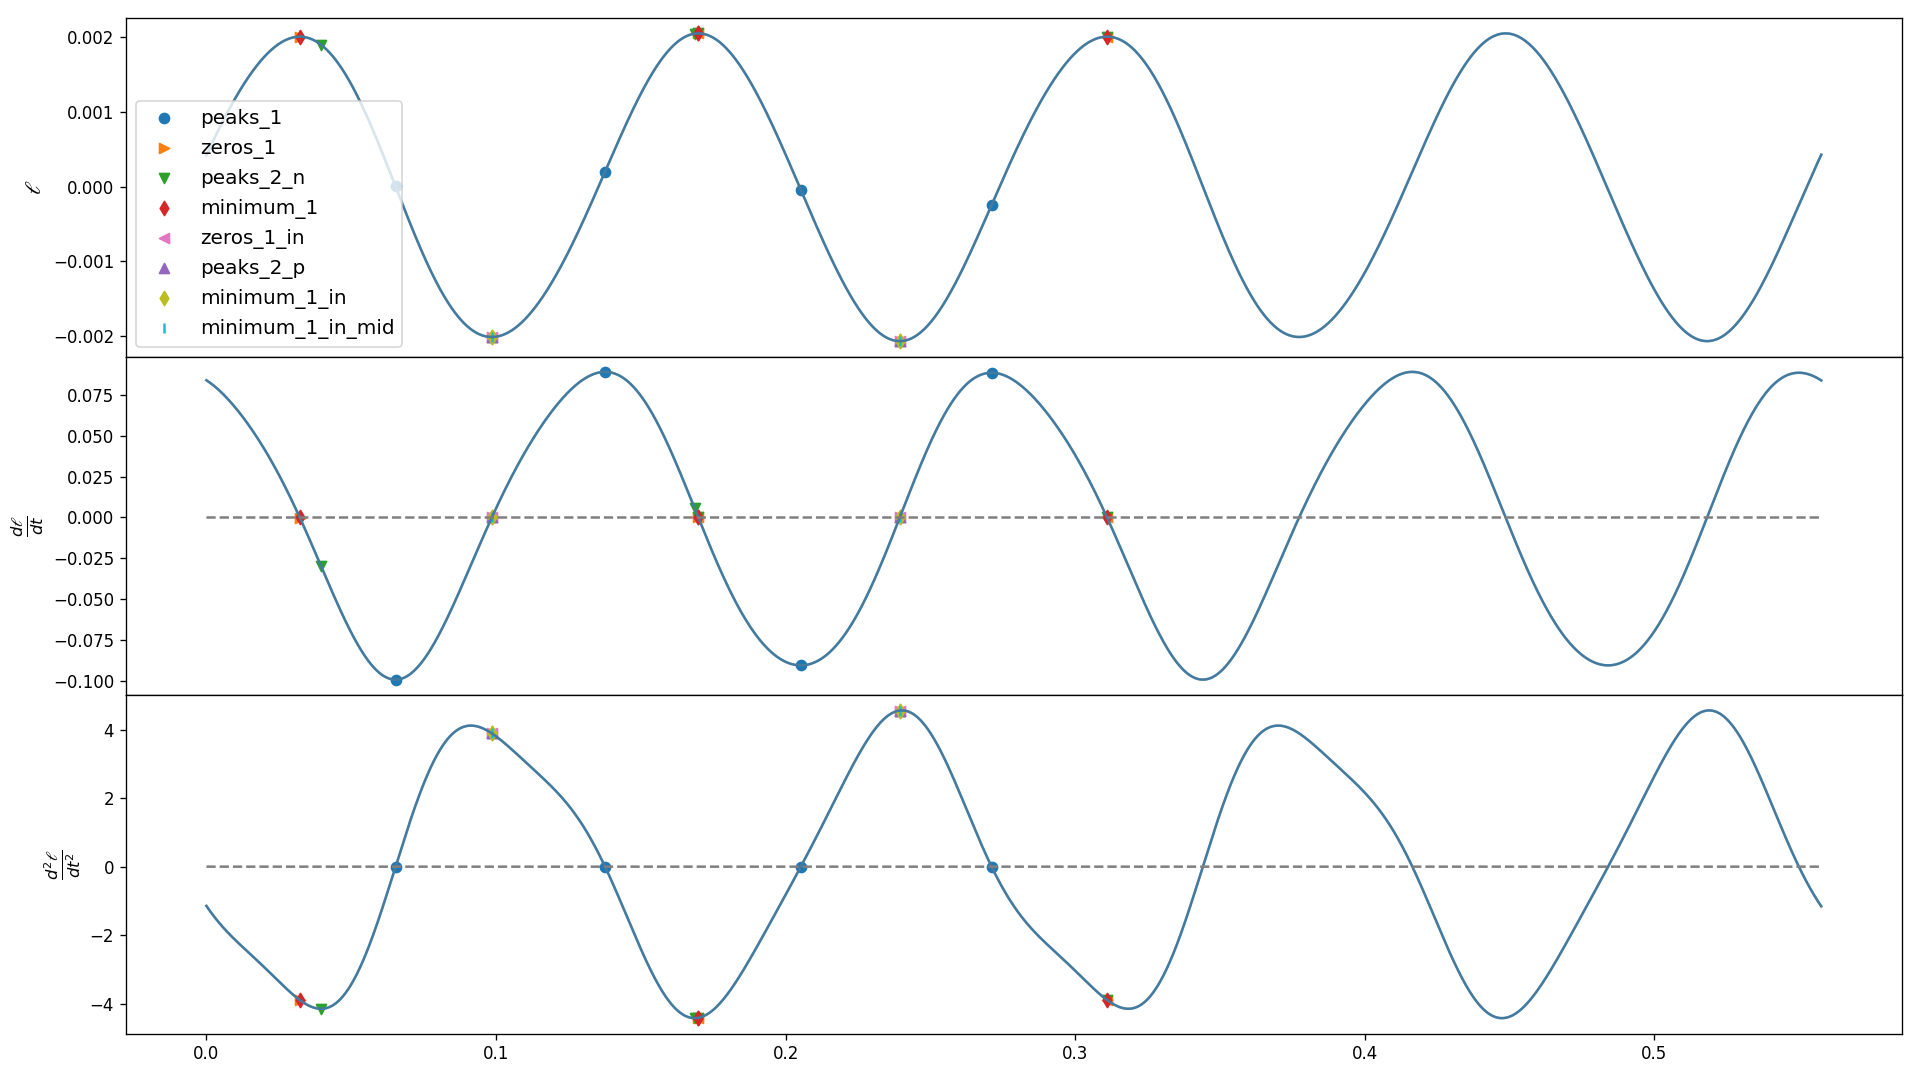 0.002
0.001
0.000
−0.001
−0.002
ℓ
peaks_1
zeros_1
peaks_2_n
minimum_1
zeros_1_in
peaks_2_p
minimum_1_in
minimum_1_in_mid
0.075
0.050
0.025
0.000
−0.025
−0.050
−0.075
−0.100
dℓ
dt
4
2
0
−2
−4
d²ℓ
dt²
0.0 0.1 0.2 0.3 0.4 0.5